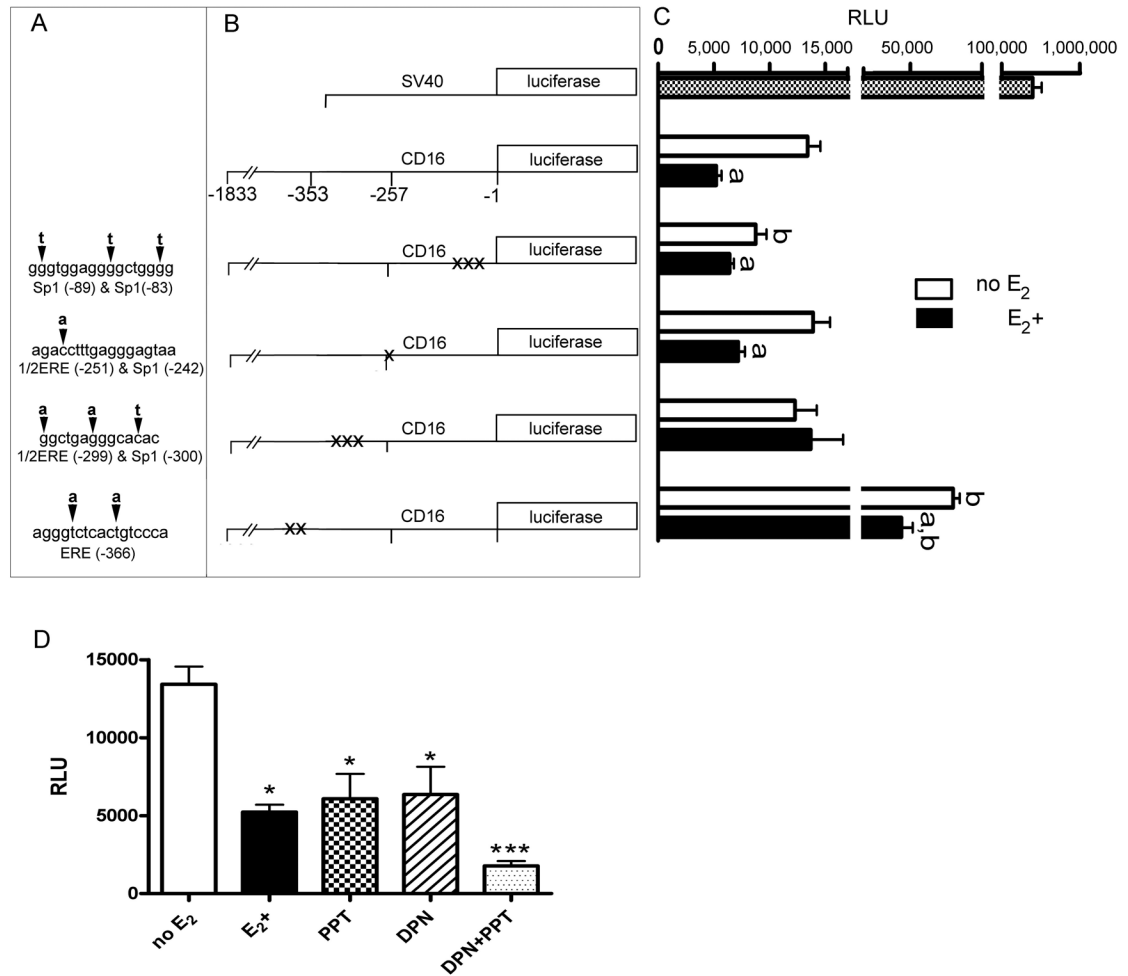 A
B
C
RLU
0 5,000 10,000 15,000 50,000 100,000 1,000,000
SV40 luciferase
CD16 luciferase
a
-1833 -353 -257 -1
t t t
gggtggaggggctgggg
Sp1 (-89) & Sp1(-83)
CD16 luciferase
XXX
b
a
no E2
E2+
a
agacctttgagggagtaa
1/2ERE (-251) & Sp1 (-242)
CD16 luciferase
X
a
a a t
ggctgagggcacac
1/2ERE (-299) & Sp1 (-300)
CD16 luciferase
XXX
a a
agggtctcactgtccca
ERE (-366)
CD16 luciferase
XX
b
a,b
D
RLU
15000
10000
5000
0
*
*
*
***
no E2
E2+
PPT
DPN
DPN+PPT